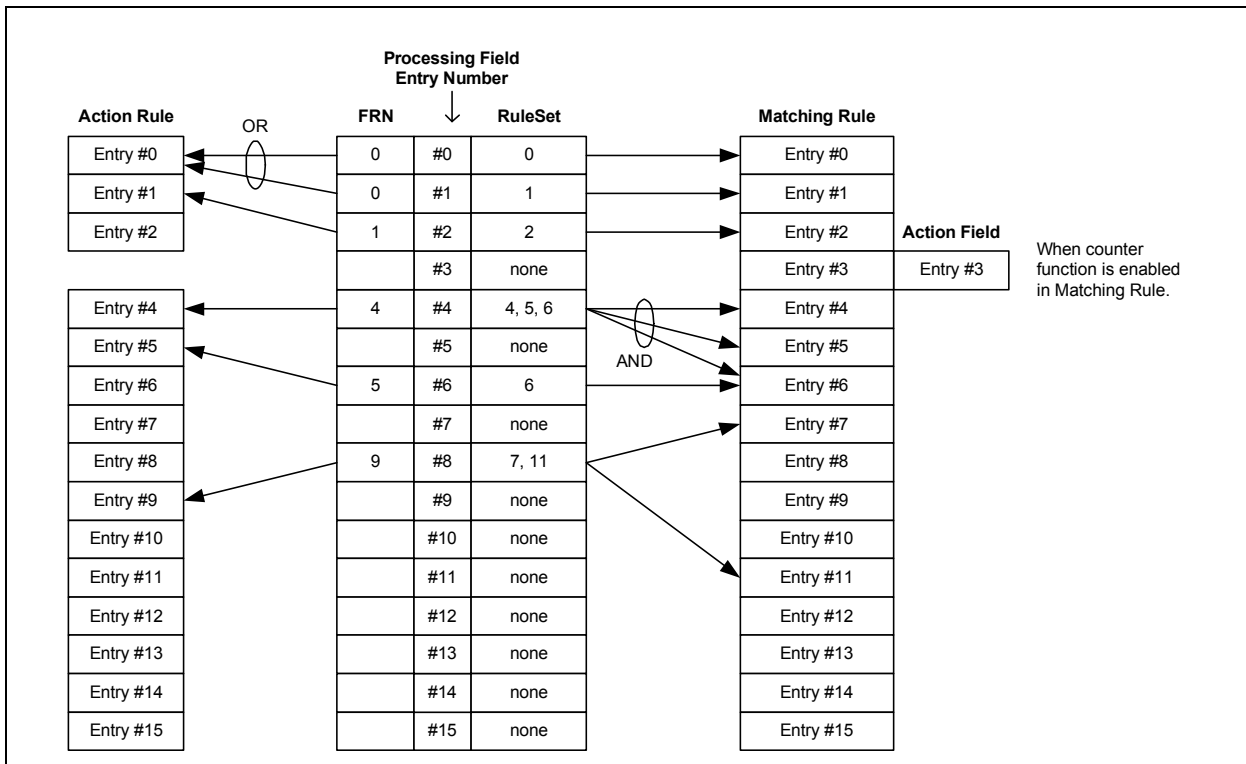 Processing Field
Entry Number
Action Rule OR FRN RuleSet Matching Rule
Entry #0 0 #0 0 Entry #0
Entry #1 0 #1 1 Entry #1
Entry #2 1 #2 2 Entry #2 Action Field
#3 none Entry #3 Entry #3
When counter
function is enabled
in Matching Rule.
Entry #4 4 #4 4, 5, 6 Entry #4
Entry #5 #5 none AND Entry #5
Entry #6 5 #6 6 Entry #6
Entry #7 #7 none Entry #7
Entry #8 9 #8 7, 11 Entry #8
Entry #9 #9 none Entry #9
Entry #10 #10 none Entry #10
Entry #11 #11 none Entry #11
Entry #12 #12 none Entry #12
Entry #13 #13 none Entry #13
Entry #14 #14 none Entry #14
Entry #15 #15 none Entry #15